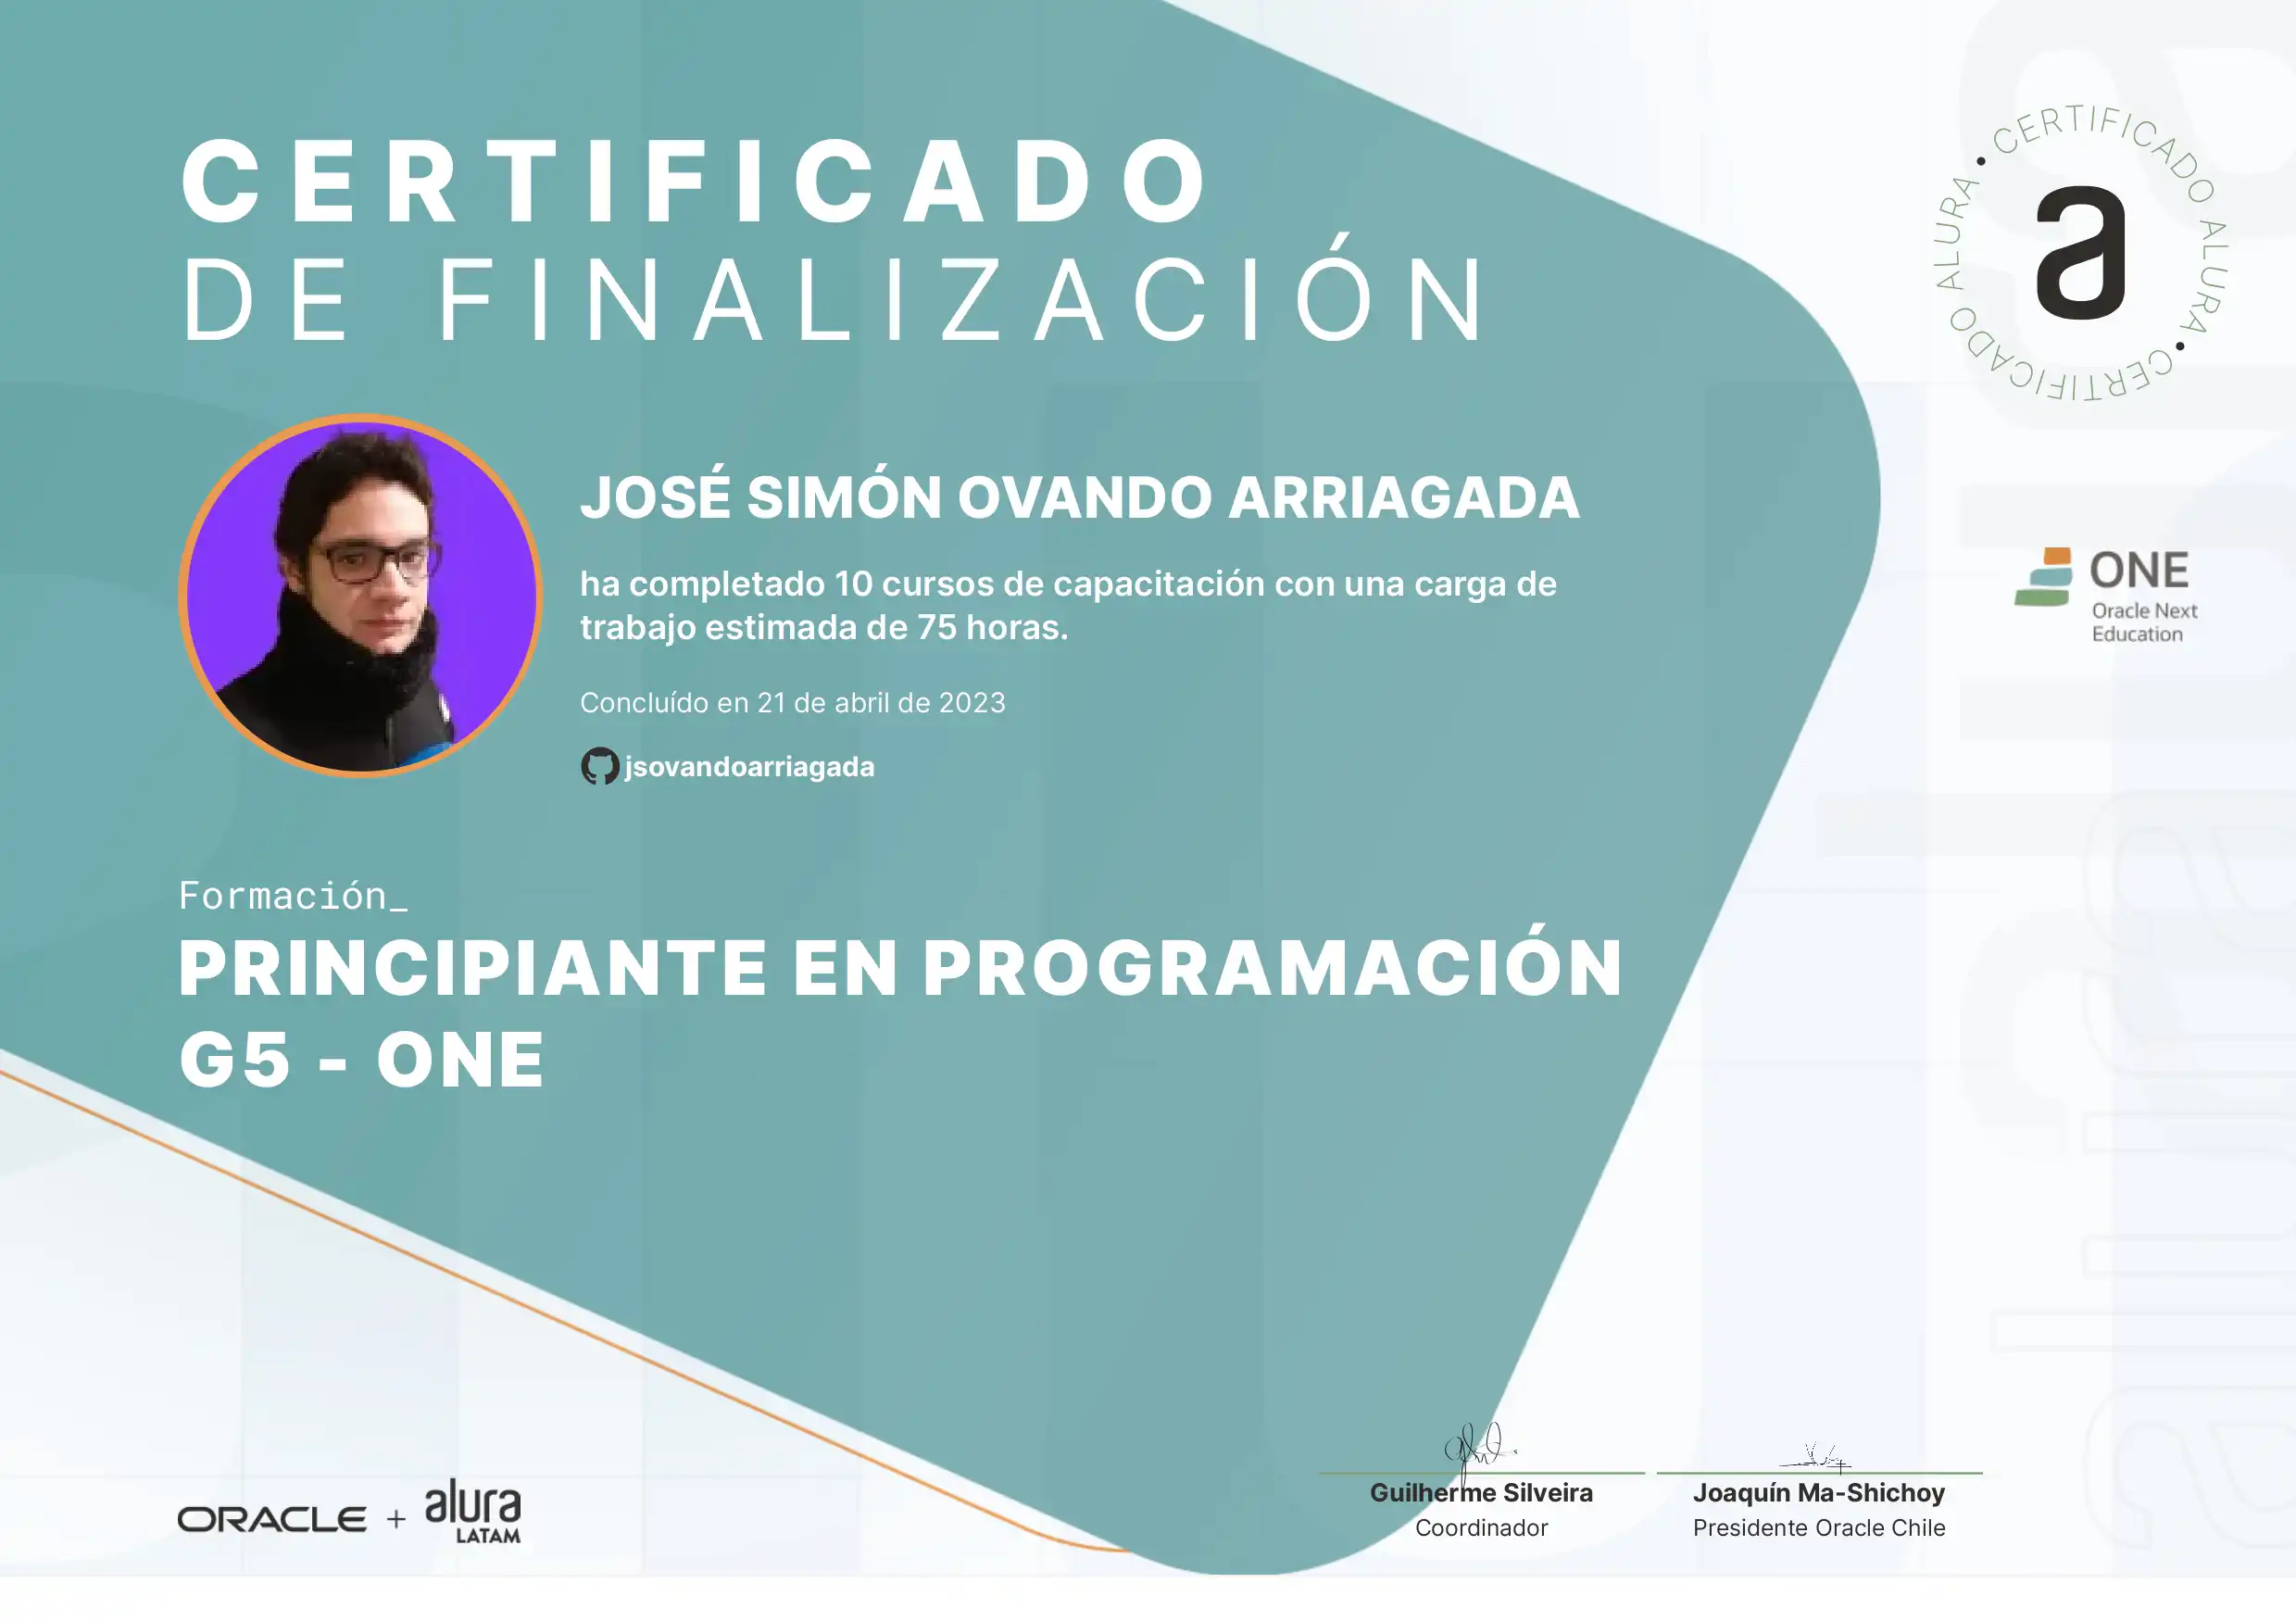 CERTIFICADO
DE FINALIZACIÓN
CERTIFICADO ALURA • CERTIFICADO ALURA •
a
JOSÉ SIMÓN OVANDO ARRIAGADA
ha completado 10 cursos de capacitación con una carga de
trabajo estimada de 75 horas.
Concluído en 21 de abril de 2023
jsovandoarriagada
ONE
Oracle Next
Education
Formación_
PRINCIPIANTE EN PROGRAMACIÓN
G5 - ONE
ORACLE + alura
LATAM
Guilherme Silveira
Coordinador
Joaquín Ma-Shichoy
Presidente Oracle Chile
alura